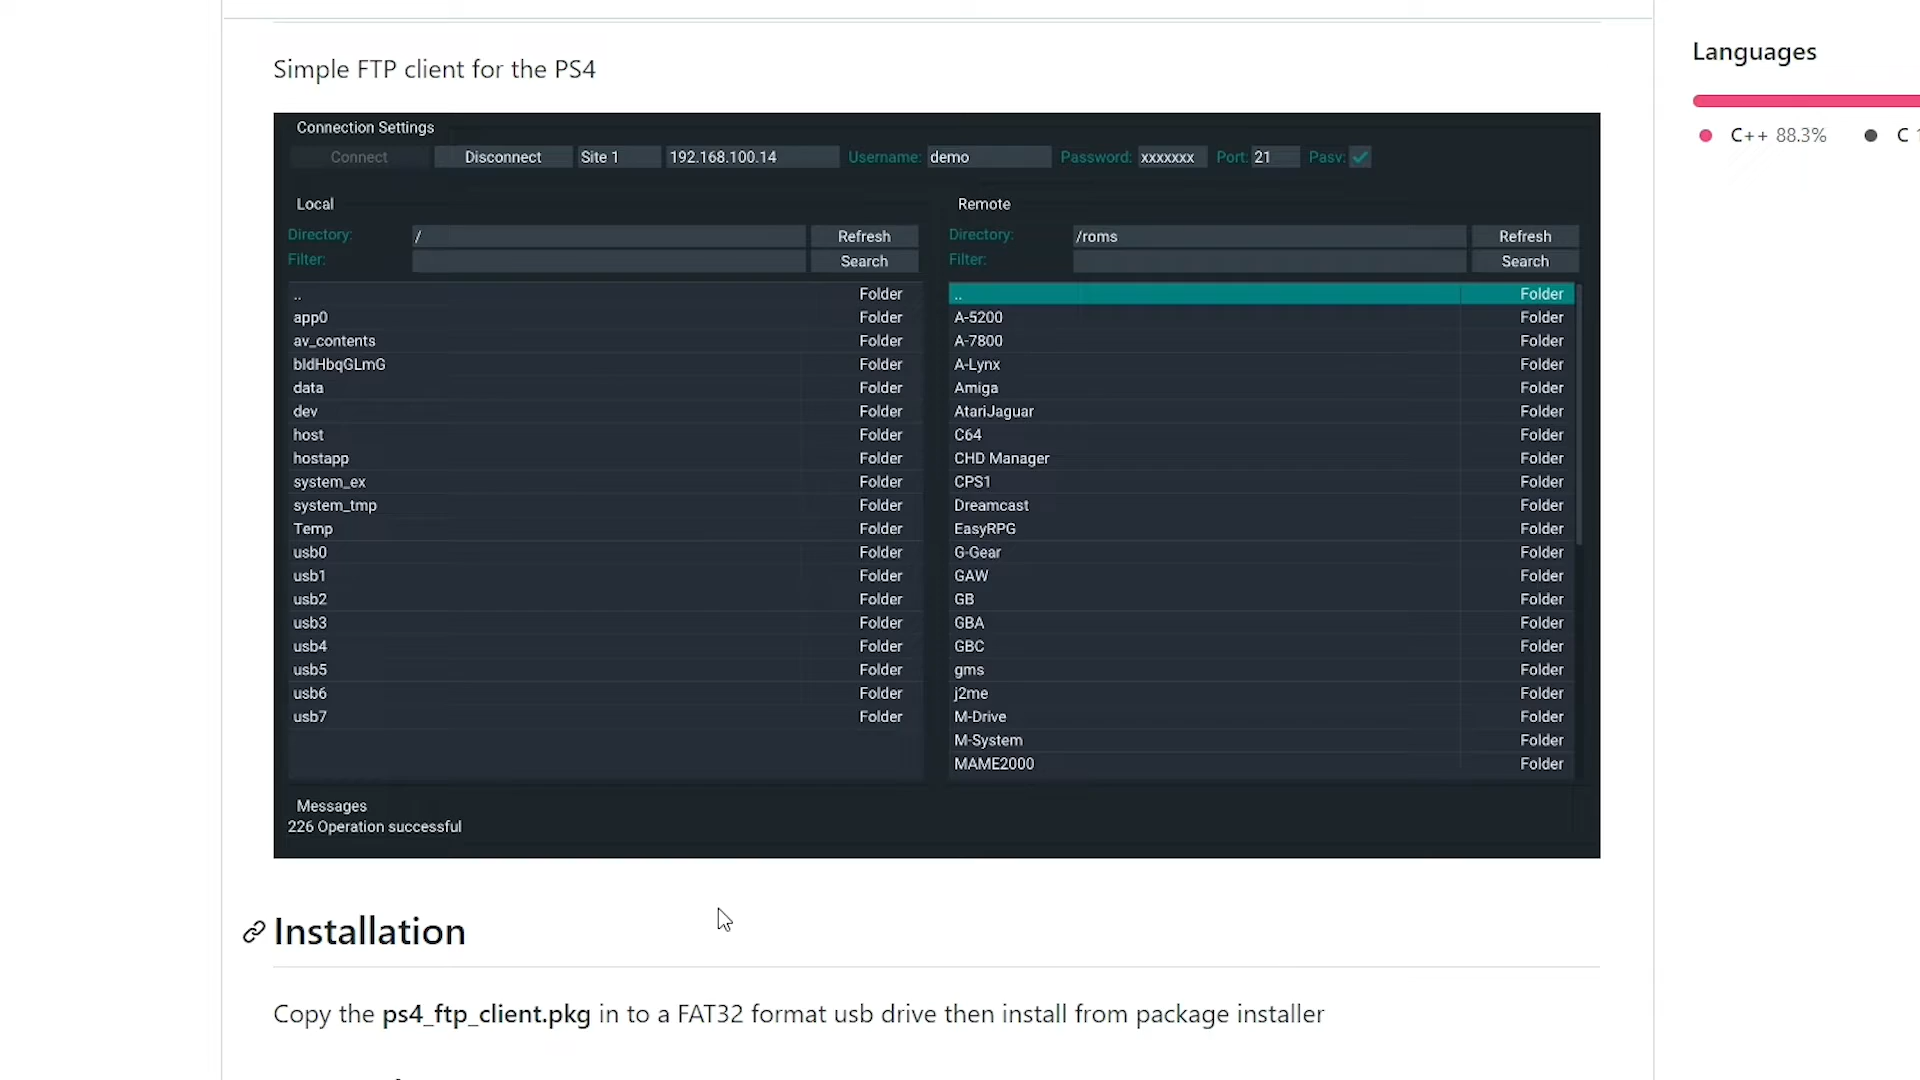 Simple FTP client for the PS4
Languages
C++ 88.3% C
Connection Settings
Connect Disconnect Site 1 192.168.100.14 Username: demo Password: xxxxxxx Port: 21 Pasv:
Local
Directory: / Refresh
Filter: Search
.. Folder
app0 Folder
av_contents Folder
bldHbqGLmG Folder
data Folder
dev Folder
host Folder
hostapp Folder
system_ex Folder
system_tmp Folder
Temp Folder
usb0 Folder
usb1 Folder
usb2 Folder
usb3 Folder
usb4 Folder
usb5 Folder
usb6 Folder
usb7 Folder
Remote
Directory: /roms Refresh
Filter: Search
.. Folder
A-5200 Folder
A-7800 Folder
A-Lynx Folder
Amiga Folder
AtariJaguar Folder
C64 Folder
CHD Manager Folder
CPS1 Folder
Dreamcast Folder
EasyRPG Folder
G-Gear Folder
GAW Folder
GB Folder
GBA Folder
GBC Folder
gms Folder
j2me Folder
M-Drive Folder
M-System Folder
MAME2000 Folder
Messages
226 Operation successful
Installation
Copy the ps4_ftp_client.pkg in to a FAT32 format usb drive then install from package installer